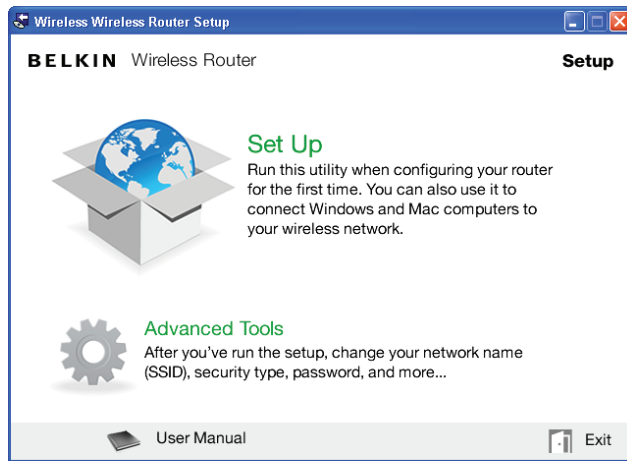 Wireless Wireless Router Setup
BELKIN Wireless Router
Setup
Set Up
Run this utility when configuring your router
for the first time. You can also use it to
connect Windows and Mac computers to
your wireless network.
Advanced Tools
After you've run the setup, change your network name
(SSID), security type, password, and more...
User Manual
Exit